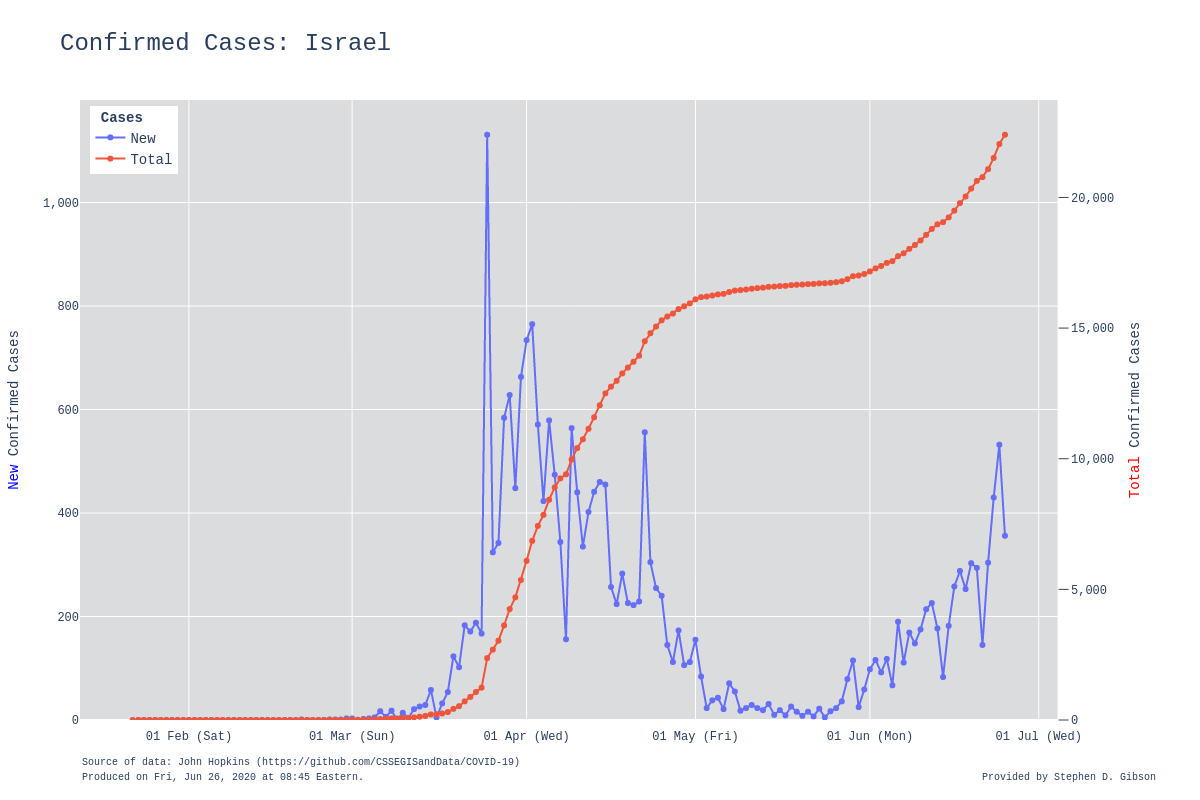 Confirmed Cases: Israel
Cases
New
Total
1,000
800
600
400
200
0
20,000
15,000
10,000
5,000
0
New Confirmed Cases
Total Confirmed Cases
01 Feb (Sat)
01 Mar (Sun)
01 Apr (Wed)
01 May (Fri)
01 Jun (Mon)
01 Jul (Wed)
Source of data: John Hopkins (https://github.com/CSSEGISandData/COVID-19)
Produced on Fri, Jun 26, 2020 at 08:45 Eastern.
Provided by Stephen D. Gibson